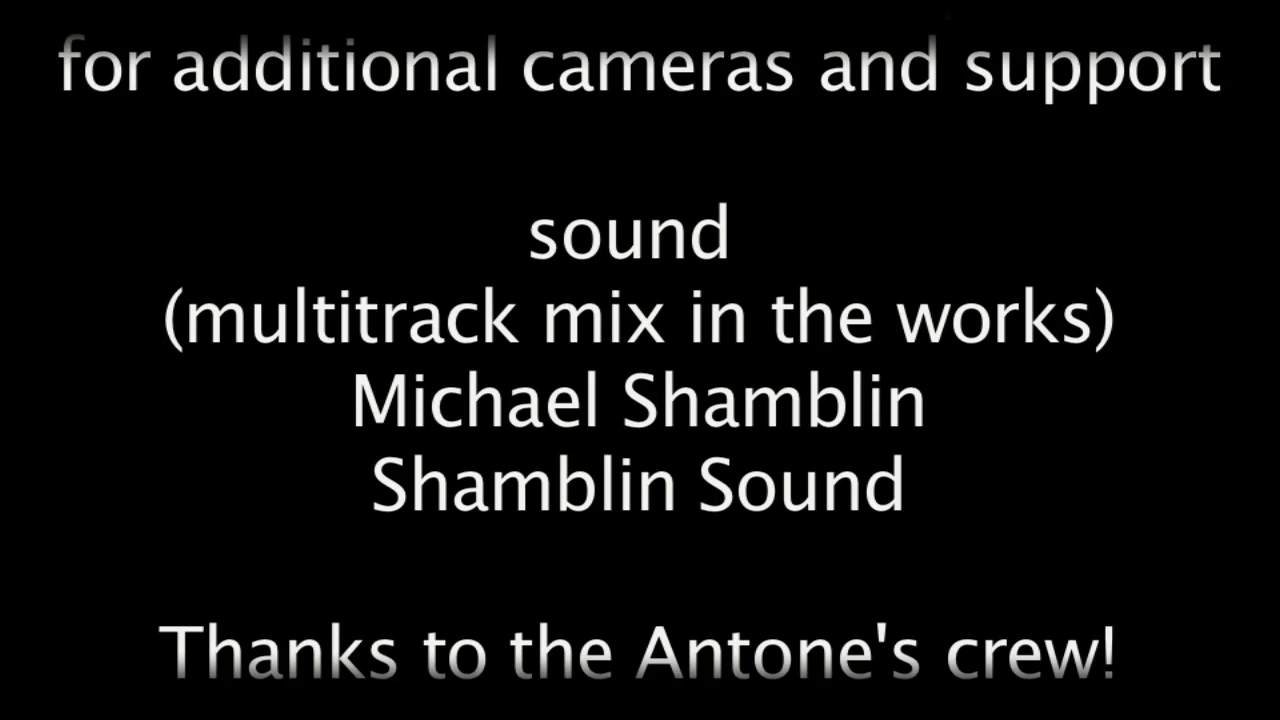 for additional cameras and support
sound
(multitrack mix in the works)
Michael Shamblin
Shamblin Sound
Thanks to the Antone's crew!